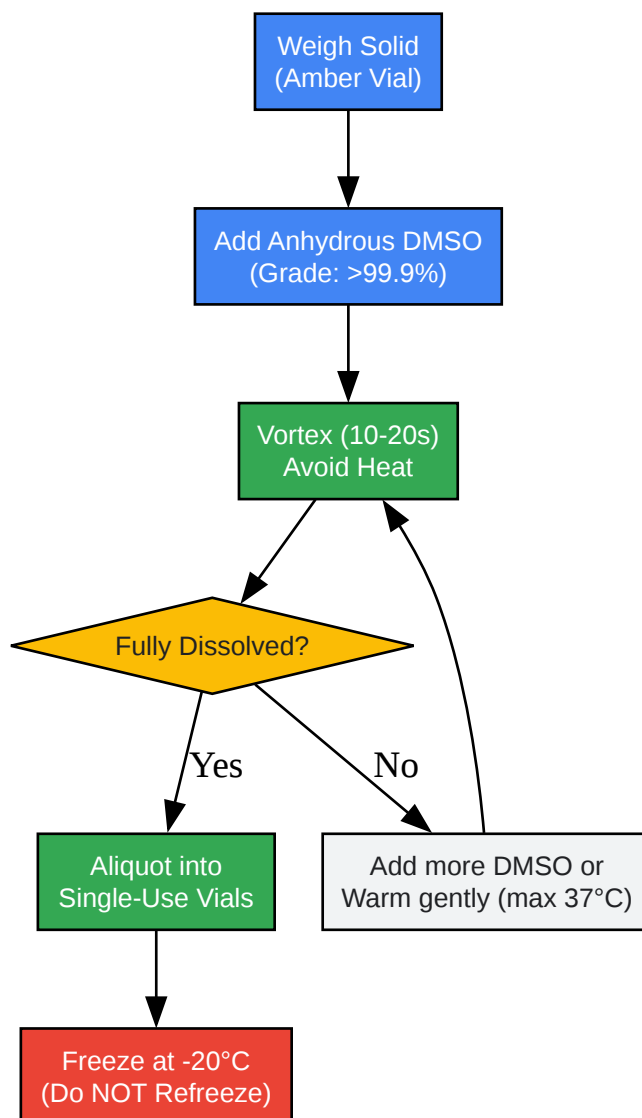 Weigh Solid
(Amber Vial)
Add Anhydrous DMSO
(Grade: >99.9%)
Vortex (10-20s)
Avoid Heat
Fully Dissolved?
Yes
No
Aliquot into
Single-Use Vials
Add more DMSO or
Warm gently (max 37°C)
Freeze at -20°C
(Do NOT Refreeze)